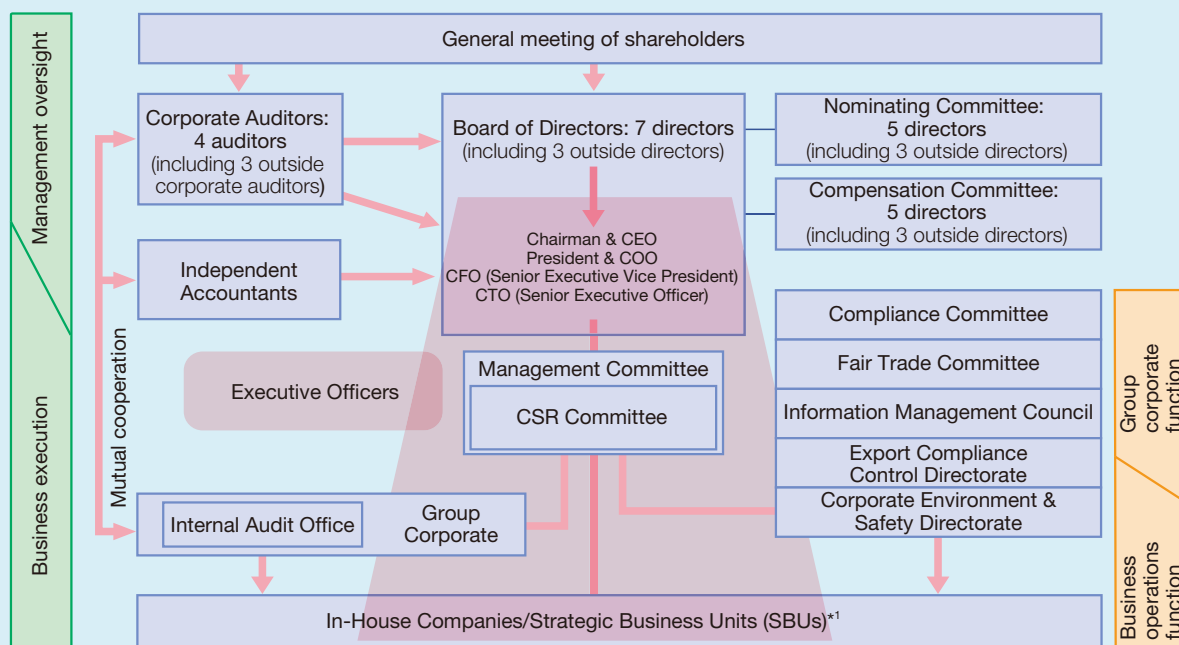 General meeting of shareholders
Management oversight
Corporate Auditors:
4 auditors
(including 3 outside
corporate auditors)
Board of Directors: 7 directors
(including 3 outside directors)
Nominating Committee:
5 directors
(including 3 outside directors)
Compensation Committee:
5 directors
(including 3 outside directors)
Chairman & CEO
President & COO
CFO (Senior Executive Vice President)
CTO (Senior Executive Officer)
Independent
Accountants
Mutual cooperation
Executive Officers
Management Committee
CSR Committee
Compliance Committee
Fair Trade Committee
Information Management Council
Export Compliance
Control Directorate
Corporate Environment &
Safety Directorate
Group
corporate
function
Business execution
Internal Audit Office
Group
Corporate
In-House Companies/Strategic Business Units (SBUs)*1
Business
operations
function